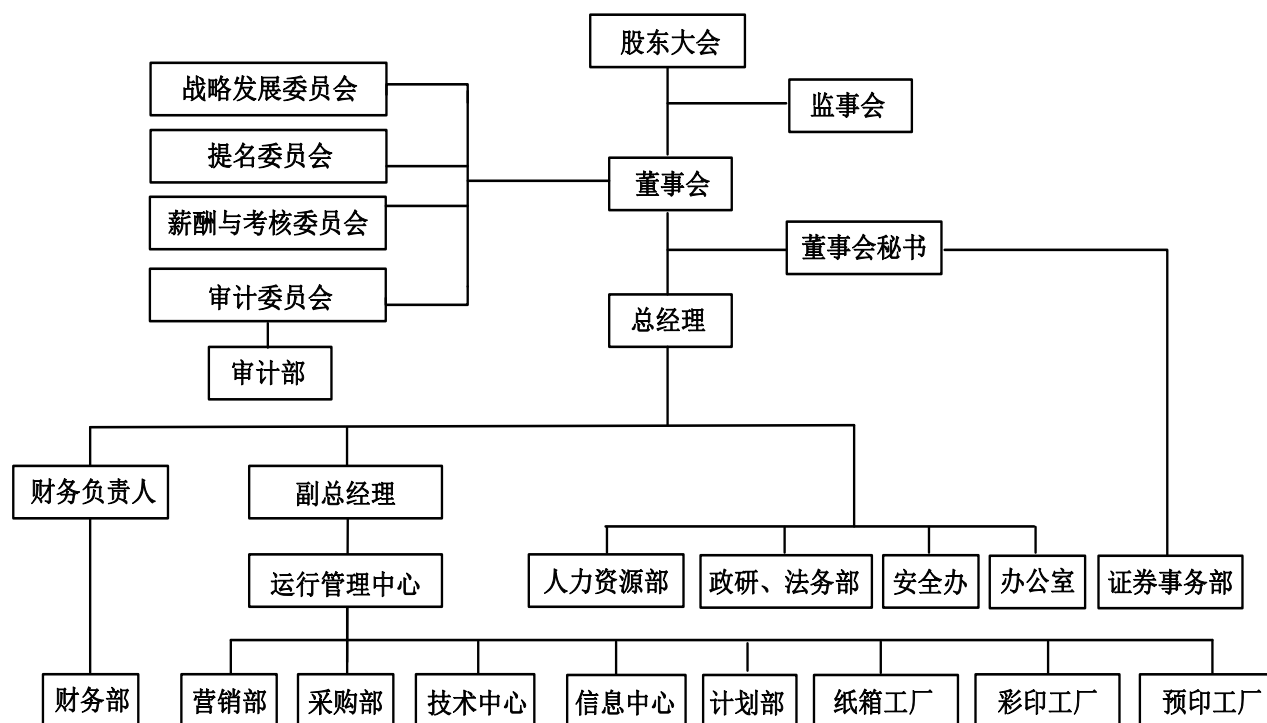 股东大会
战略发展委员会
监事会
提名委员会
董事会
薪酬与考核委员会
董事会秘书
审计委员会
总经理
审计部
财务负责人
副总经理
运行管理中心
人力资源部
政研、法务部
安全办
办公室
证券事务部
财务部
营销部
采购部
技术中心
信息中心
计划部
纸箱工厂
彩印工厂
预印工厂